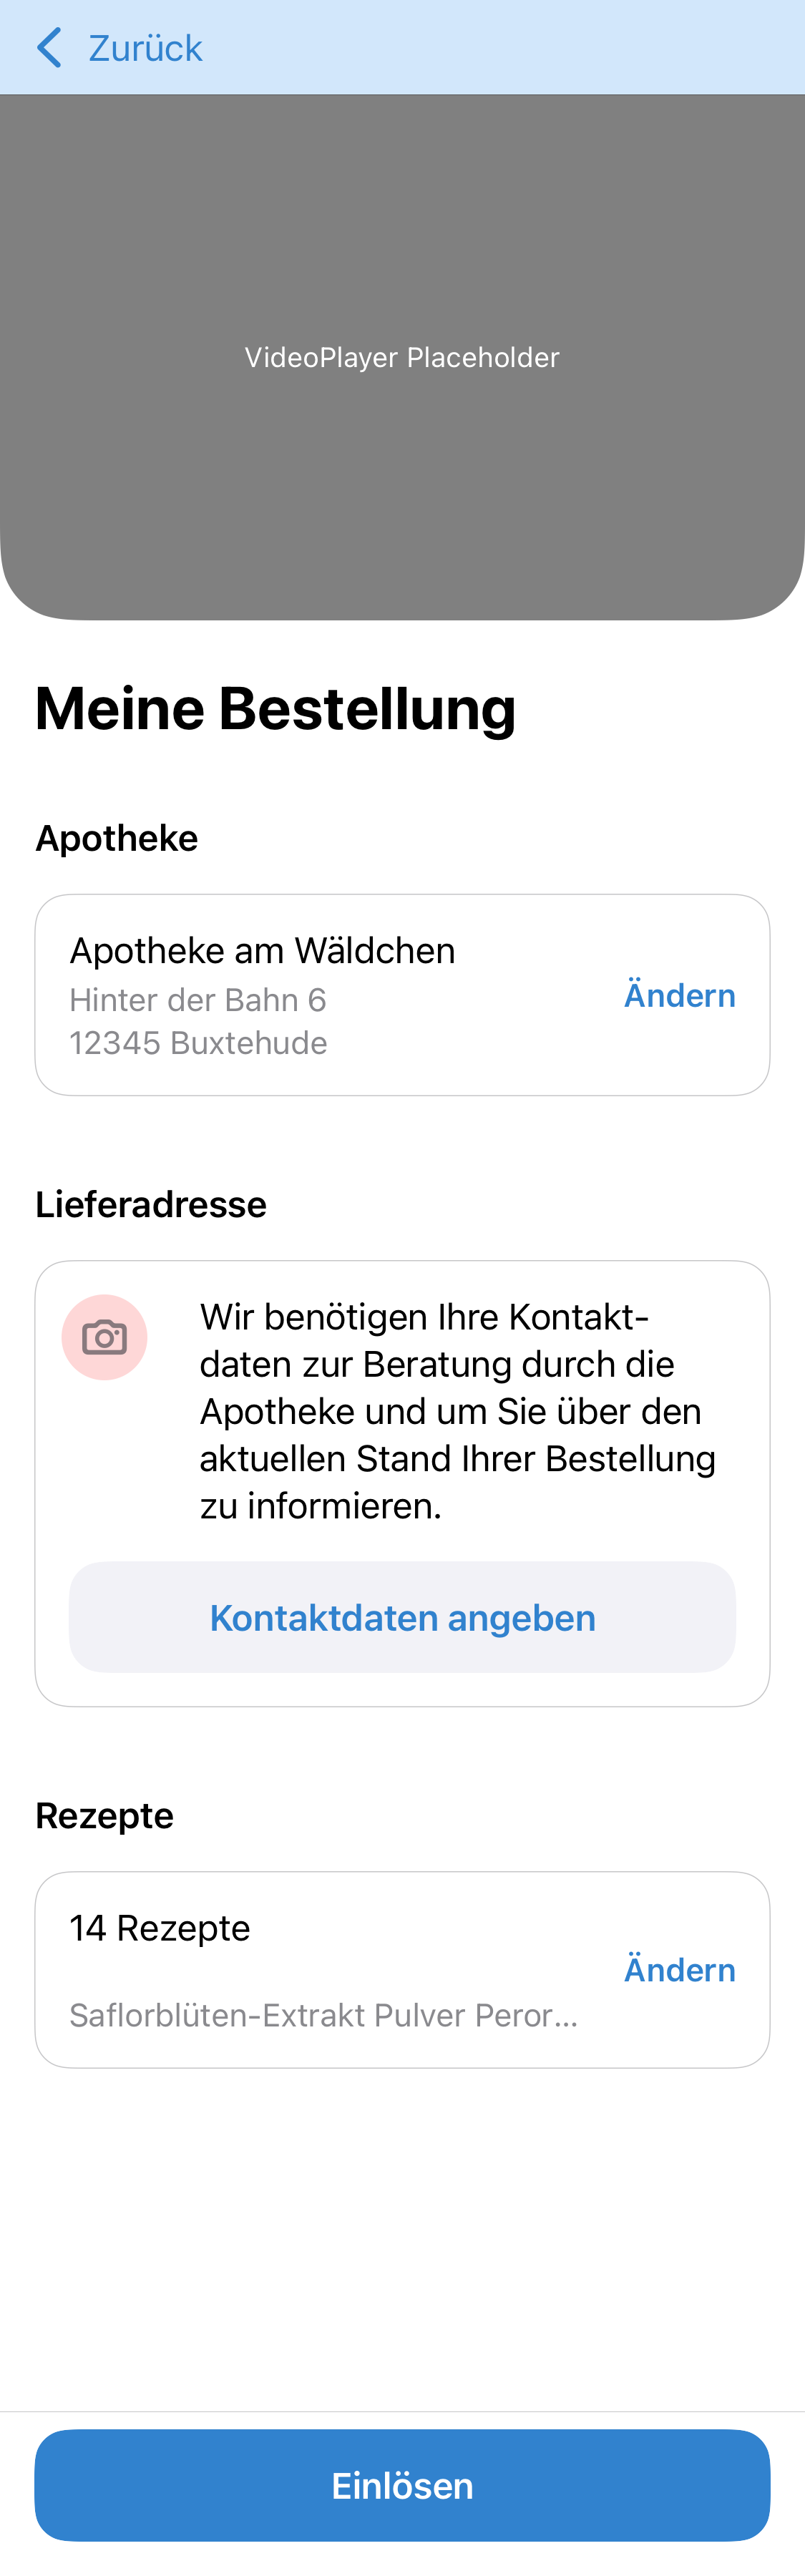 Zurück
VideoPlayer Placeholder
Meine Bestellung
Apotheke
Apotheke am Wäldchen
Hinter der Bahn 6
12345 Buxtehude
Ändern
Lieferadresse
Wir benötigen Ihre Kontakt-
daten zur Beratung durch die
Apotheke und um Sie über den
aktuellen Stand Ihrer Bestellung
zu informieren.
Kontaktdaten angeben
Rezepte
14 Rezepte
Ändern
Saflorblüten-Extrakt Pulver Peror...
Einlösen